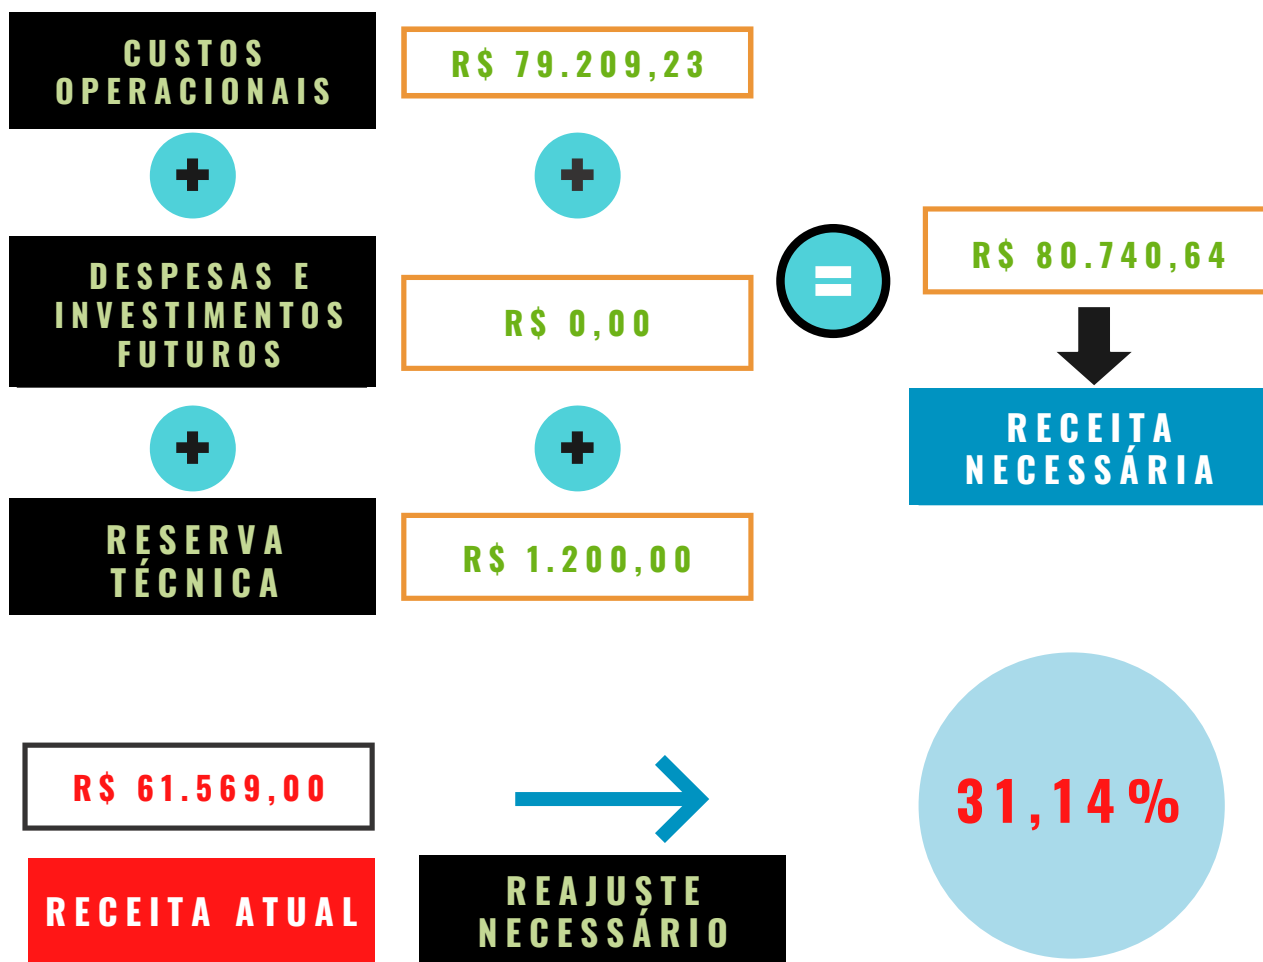 CUSTOS
OPERACIONAIS
R$ 79.209,23
+
+
DESPESAS E
INVESTIMENTOS
FUTUROS
R$ 0,00
=
R$ 80.740,64
+
+
RECEITA
NECESSÁRIA
RESERVA
TÉCNICA
R$ 1.200,00
R$ 61.569,00
31,14%
RECEITA ATUAL
REAJUSTE
NECESSÁRIO